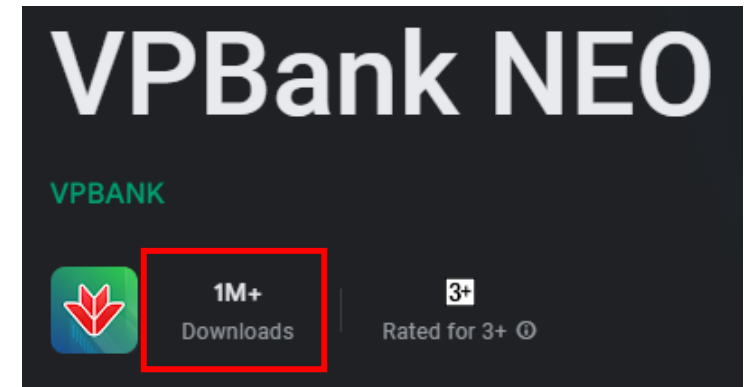 VPBank NEO
VPBANK
1M+
Downloads
3+
Rated for 3+